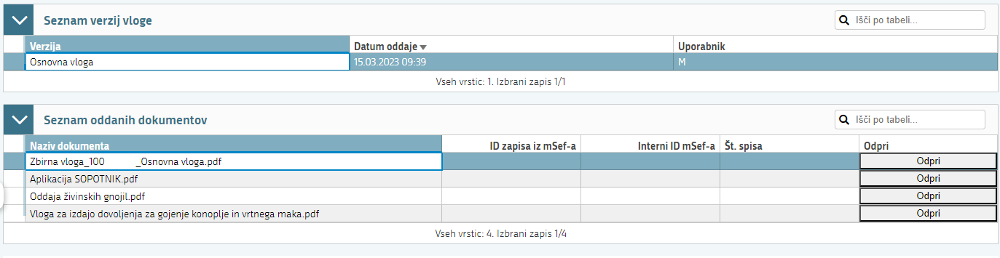 Seznam verzij vloge
Išči po tabeli...
Verzija Datum oddaje Uporabnik
Osnovna vloga 15.03.2023 09:39 M
Vseh vrstic: 1. Izbrani zapis 1/1
Seznam oddanih dokumentov
Išči po tabeli...
Naziv dokumenta ID zapisa iz mSef-a Interni ID mSef-a Št. spisa Odpri
Zbirna vloga_100 _Osnovna vloga.pdf Odpri
Aplikacija SOPOTNIK.pdf Odpri
Oddaja živinskih gnojil.pdf Odpri
Vloga za izdajo dovoljenja za gojenje konoplje in vrtnega maka.pdf Odpri
Vseh vrstic: 4. Izbrani zapis 1/4